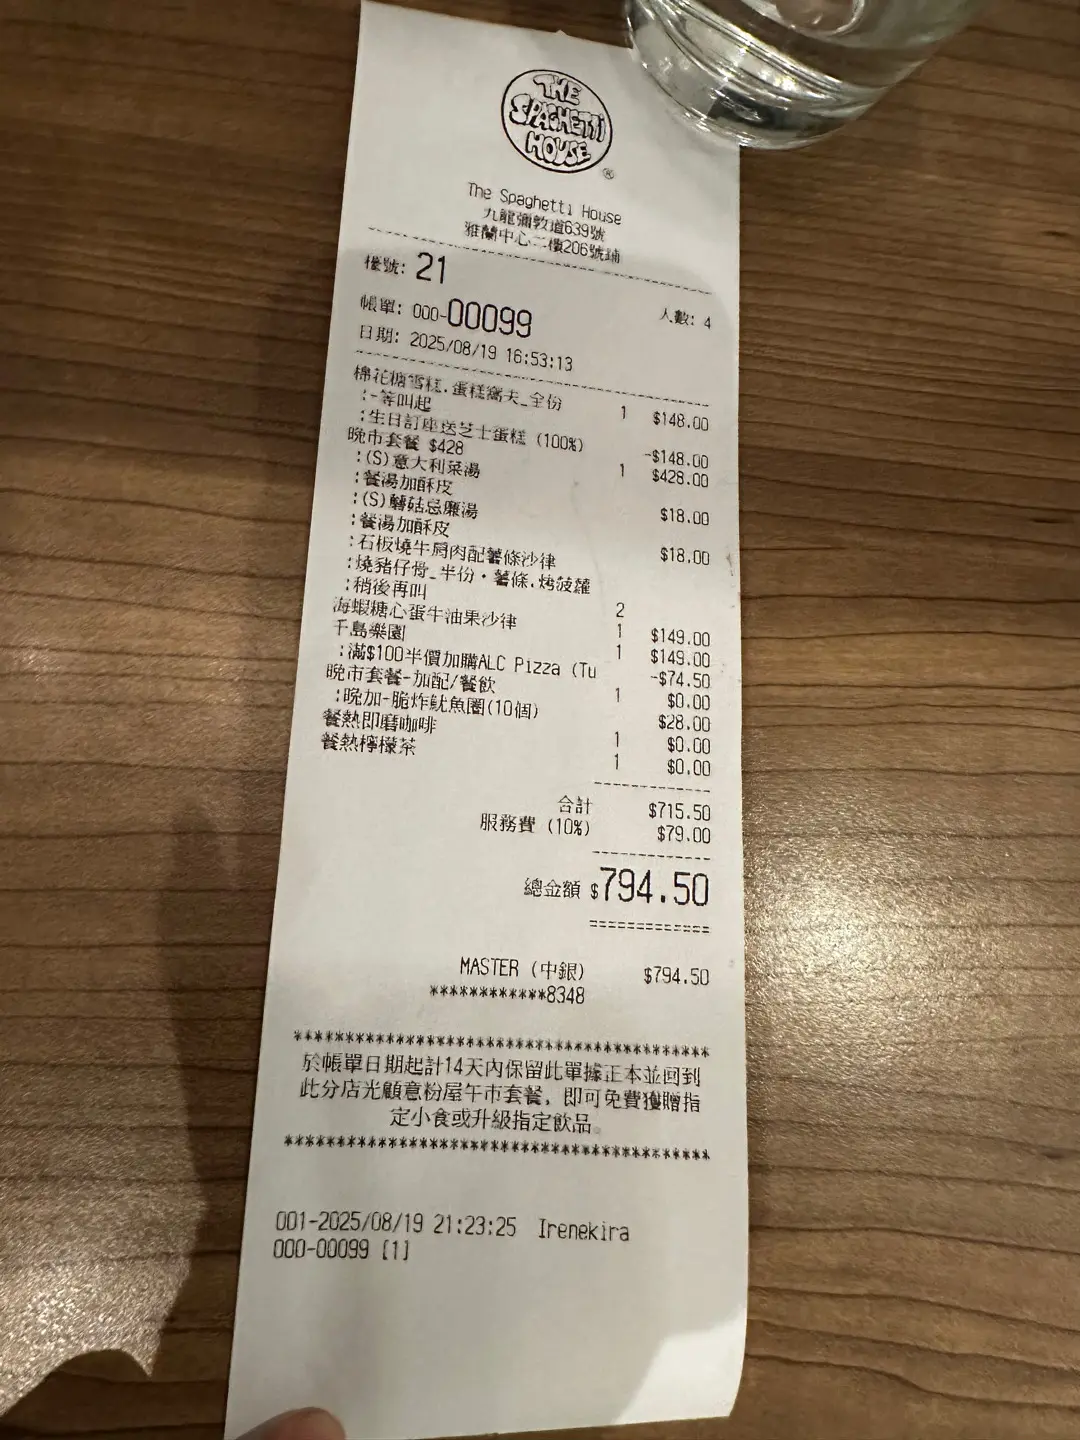 THE
SPAGHETTI
HOUSE
®
The Spaghetti House
九龍彌敦道639號
雅蘭中心二樓206號舖
檯號: 21
人數: 4
帳單: 000-00099
日期: 2025/08/19 16:53:13
棉花糖雪糕.蛋糕窩夫_全份 1 $148.00
:-等叫起
:生日訂座送芝士蛋糕 (100%) -$148.00
晚市套餐 $428 1 $428.00
:(S)意大利菜湯
:餐湯加酥皮 $18.00
:(S)蘑菇忌廉湯
:餐湯加酥皮 $18.00
:石板燒牛肩肉配薯條沙律
:燒豬仔骨_半份・薯條.烤菠蘿
:稍後再叫 2
海蝦糖心蛋牛油果沙律 1 $149.00
千島樂園 1 $149.00
:滿$100半價加購ALC Pizza (Tu -$74.50
晚市套餐-加配/餐飲 1 $0.00
:晚加-脆炸魷魚圈(10個) $28.00
餐熱即磨咖啡 1 $0.00
餐熱檸檬茶 1 $0.00
合計 $715.50
服務費 (10%) $79.00
總金額 $794.50
=============
MASTER (中銀) $794.50
************8348
於帳單日期起計14天內保留此單據正本並回到
此分店光顧意粉屋午市套餐, 即可免費獲贈指
定小食或升級指定飲品。
001-2025/08/19 21:23:25 Irenekira
000-00099 [1]